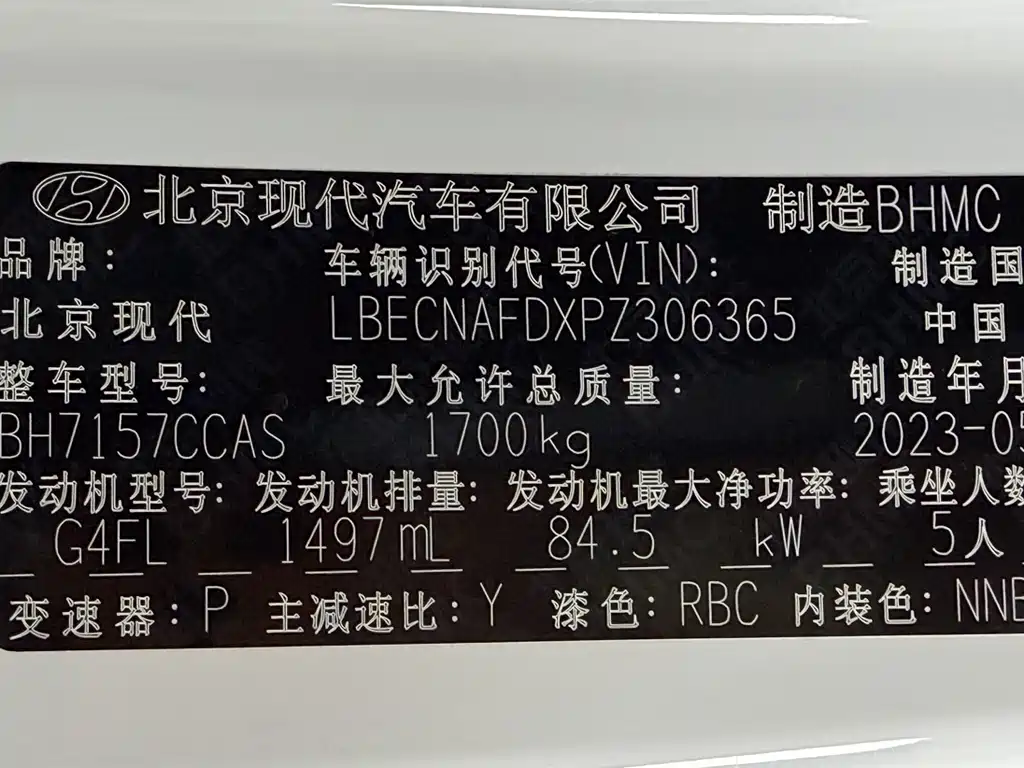 北京现代汽车有限公司 制造BHMC
品牌: 车辆识别代号(VIN): 制造国
北京现代 LBECNAFDXPZ306365 中国
整车型号: 最大允许总质量: 制造年月
BH7157CCAS 1700kg 2023-05
发动机型号: 发动机排量: 发动机最大净功率: 乘坐人数
G4FL 1497mL 84.5 kW 5人
变速器: P 主减速比: Y 漆色: RBC 内装色: NNB